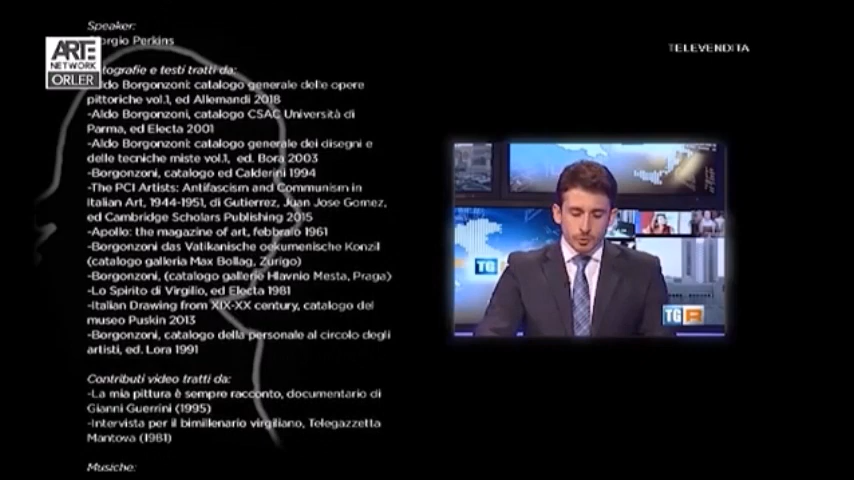 Speaker:
Giorgio Perkins
ARTE
NETWORK
ORLER
TELEVENDITA
Fotografie e testi tratti da:
-Aldo Borgonzoni: catalogo generale delle opere
pittoriche vol.1, ed Allemandi 2018
-Aldo Borgonzoni, catalogo CSAC Università di
Parma, ed Electa 2001
-Aldo Borgonzoni: catalogo generale dei disegni e
delle tecniche miste vol.1, ed. Bora 2003
-Borgonzoni, catalogo ed Calderini 1994
-The PCI Artists: Antifascism and Communism in
Italian Art, 1944-1951, di Gutierrez, Juan Jose Gomez,
ed Cambridge Scholars Publishing 2015
-Apollo: the magazine of art, febbraio 1961
-Borgonzoni das Vatikanische oekumenische Konzil
(catalogo galleria Max Bollag, Zurigo)
-Borgonzoni, (catalogo gallerie Hlavnio Mesta, Praga)
-Lo Spirito di Virgilio, ed Electa 1981
-Italian Drawing from XIX-XX century, catalogo del
museo Puskin 2013
-Borgonzoni, catalogo della personale al circolo degli
artisti, ed. Lora 1991
Contributi video tratti da:
-La mia pittura è sempre racconto, documentario di
Gianni Guerrini (1995)
-Intervista per il bimillenario virgiliano, Telegazzetta
Mantova (1981)
Musiche:
TG
TG R